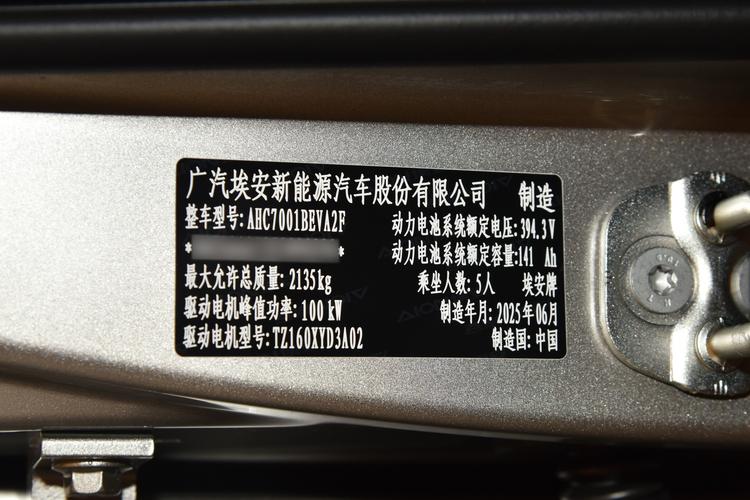 广汽埃安新能源汽车股份有限公司 制造
整车型号: AHC7001BEVA2F 动力电池系统额定电压: 394.3V
* * 动力电池系统额定容量: 141 Ah
最大允许总质量: 2135kg 乘坐人数: 5人 埃安牌
驱动电机峰值功率: 100 kW 制造年月: 2025年06月
驱动电机型号: TZ160XYD3A02 制造国: 中国